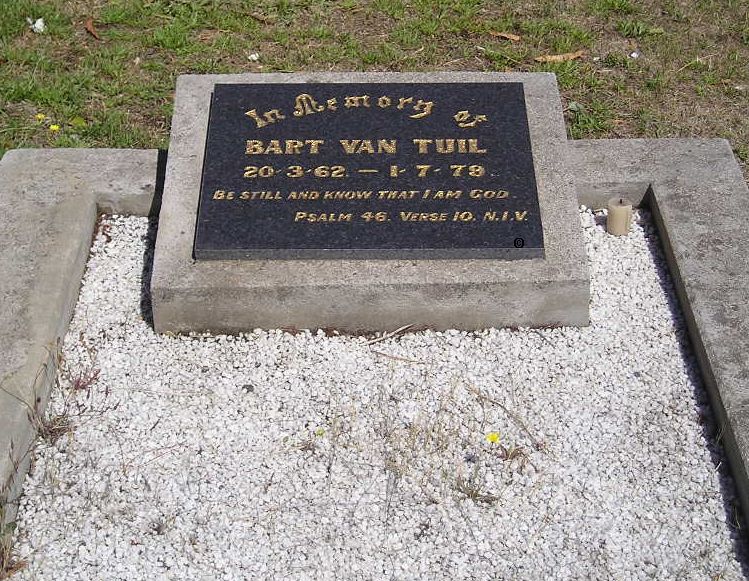 In Memory of
BART VAN TUIL
20·3·62 — 1·7·79
BE STILL AND KNOW THAT I AM GOD
PSALM 46. VERSE 10. N.I.V.
©